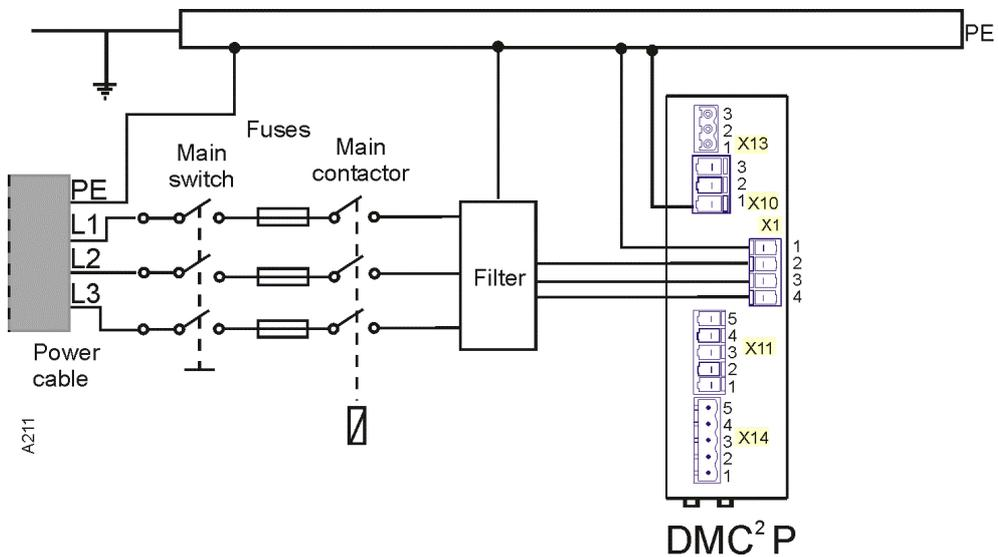 PE
Fuses
Main
switch
Main
contactor
PE
L1
L2
L3
Power
cable
A211
Filter
3
2
1
X13
3
2
1
X10
X1
1
2
3
4
5
4
3
2
1
X11
5
4
3
2
1
X14
DMC² P